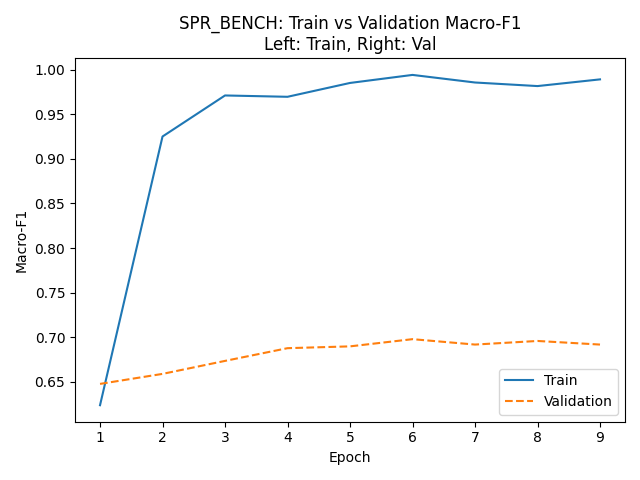 SPR_BENCH: Train vs Validation Macro-F1
Left: Train, Right: Val
1.00
0.95
0.90
0.85
0.80
0.75
0.70
0.65
Macro-F1
Train
Validation
1 2 3 4 5 6 7 8 9
Epoch